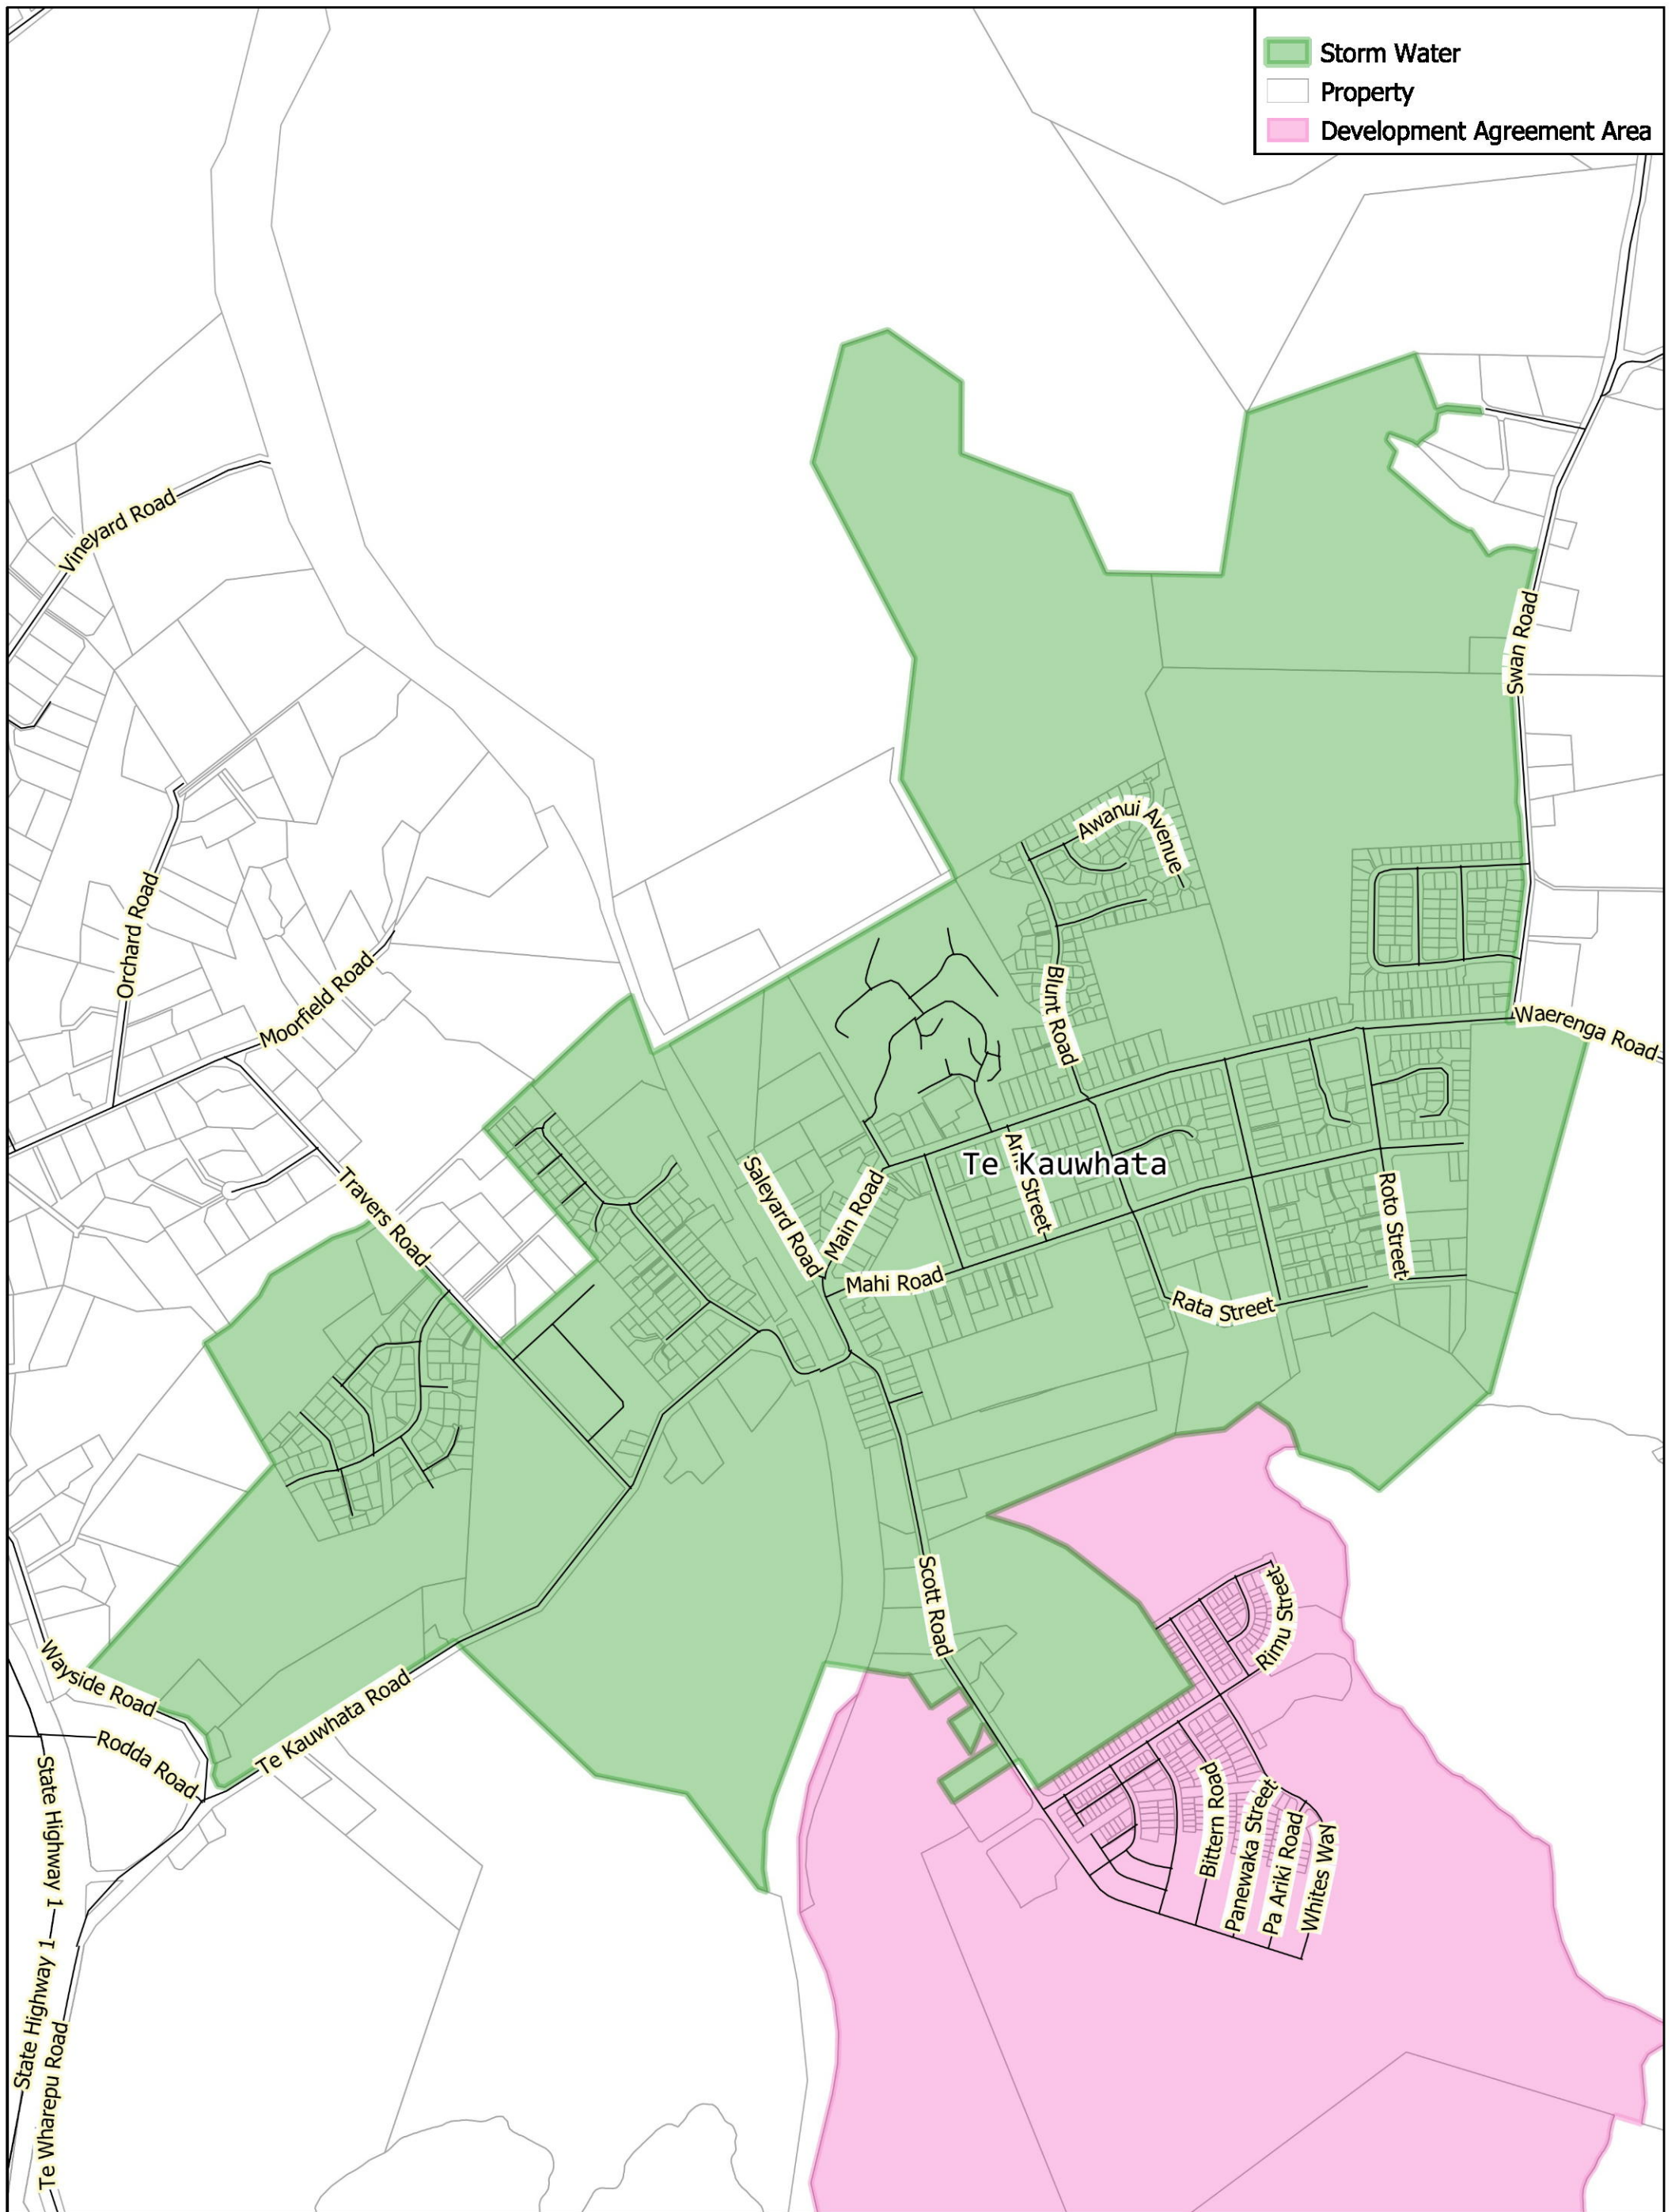 Storm Water
Property
Development Agreement Area
Vineyard Road
Swan Road
Awanui Avenue
Orchard Road
Moorfield Road
Blunt Road
Waerenga Road
Te Kauwhata
Street
Saleyard Road
Main Road
Travers Road
Roto Street
Mahi Road
Rata Street
Scott Road
Rimu Street
Wayside Road
Te Kauwhata Road
Rodda Road
State Highway 1
Bittern Road
Panewaka Street
Pa Ariki Road
Whites Way
State Highway 1
Te Wharepu Road